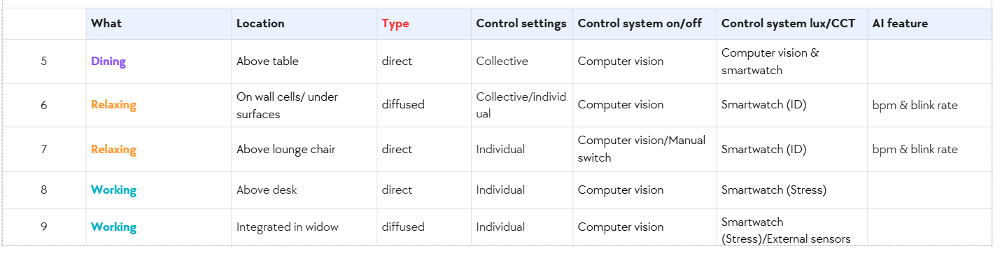 What Location Type Control settings Control system on/off Control system lux/CCT AI feature
5 Dining Above table direct Collective Computer vision Computer vision &
smartwatch
6 Relaxing On wall cells/ under
surfaces diffused Collective/individ
ual Computer vision Smartwatch (ID) bpm & blink rate
7 Relaxing Above lounge chair direct Individual Computer vision/Manual
switch Smartwatch (ID) bpm & blink rate
8 Working Above desk direct Individual Computer vision Smartwatch (Stress)
9 Working Integrated in widow diffused Individual Computer vision Smartwatch
(Stress)/External sensors